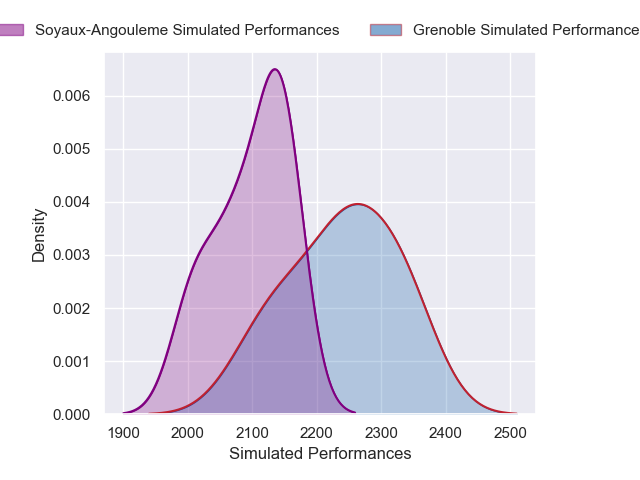 Soyaux-Angouleme Simulated Performances Grenoble Simulated Performance
0.006
0.005
0.004
0.003
0.002
0.001
0.000
Density
1900 2000 2100 2200 2300 2400 2500
Simulated Performances